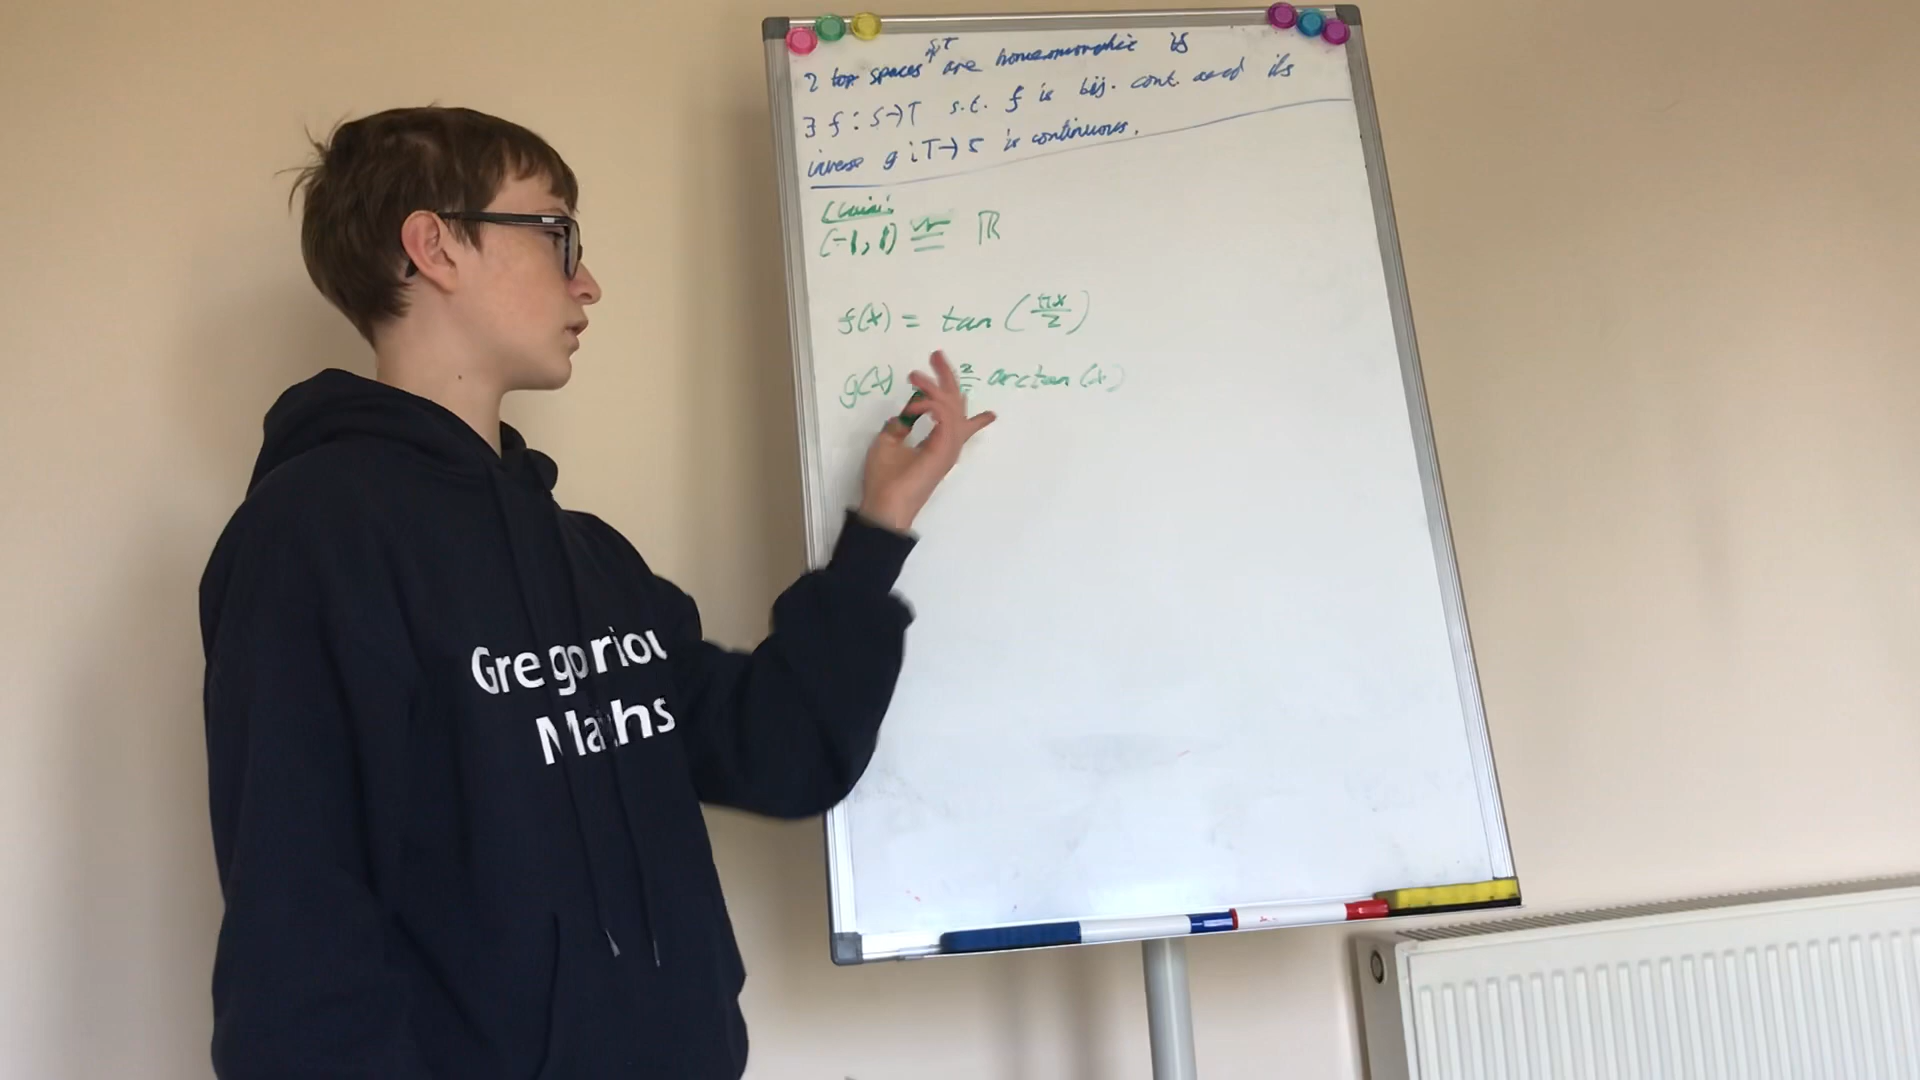 2 top spaces S,T are homeomorphic if
∃ f : S→T s.t. f is bij. cont. and its
inverse g : T→S is continuous.
Claim:
(-1, 1) ≅ ℝ
f(x) = tan (πx/2)
g(x) 2/π arctan (x)
Gregoriou
Maths